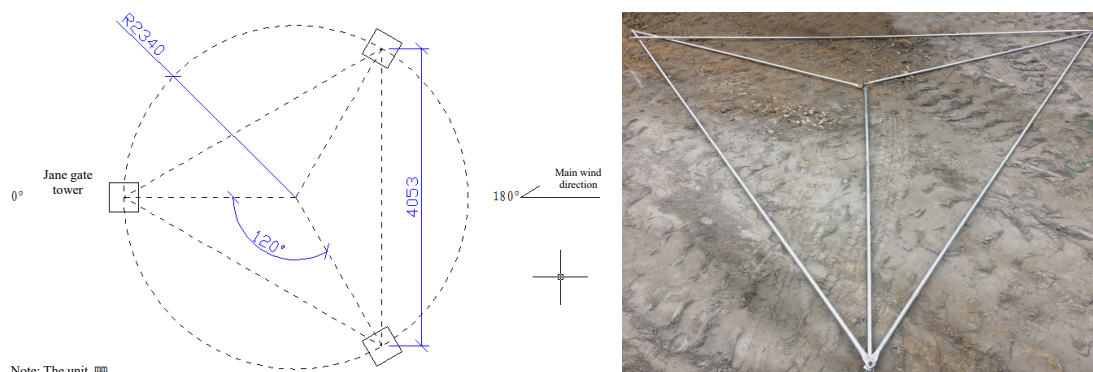 R2340
Jane gate
tower
0°
120°
4053
180°
Main wind
direction
Note: The unit